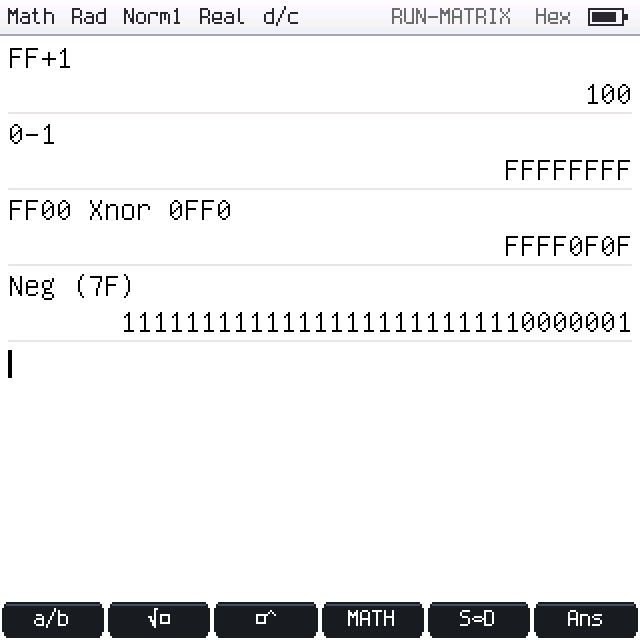 Math Rad Norm1 Real d/c RUN-MATRIX Hex
FF+1
100
0-1
FFFFFFFF
FF00 Xnor 0FF0
FFFF0F0F
Neg (7F)
11111111111111111111111110000001
a/b √□ □^ MATH S=D Ans